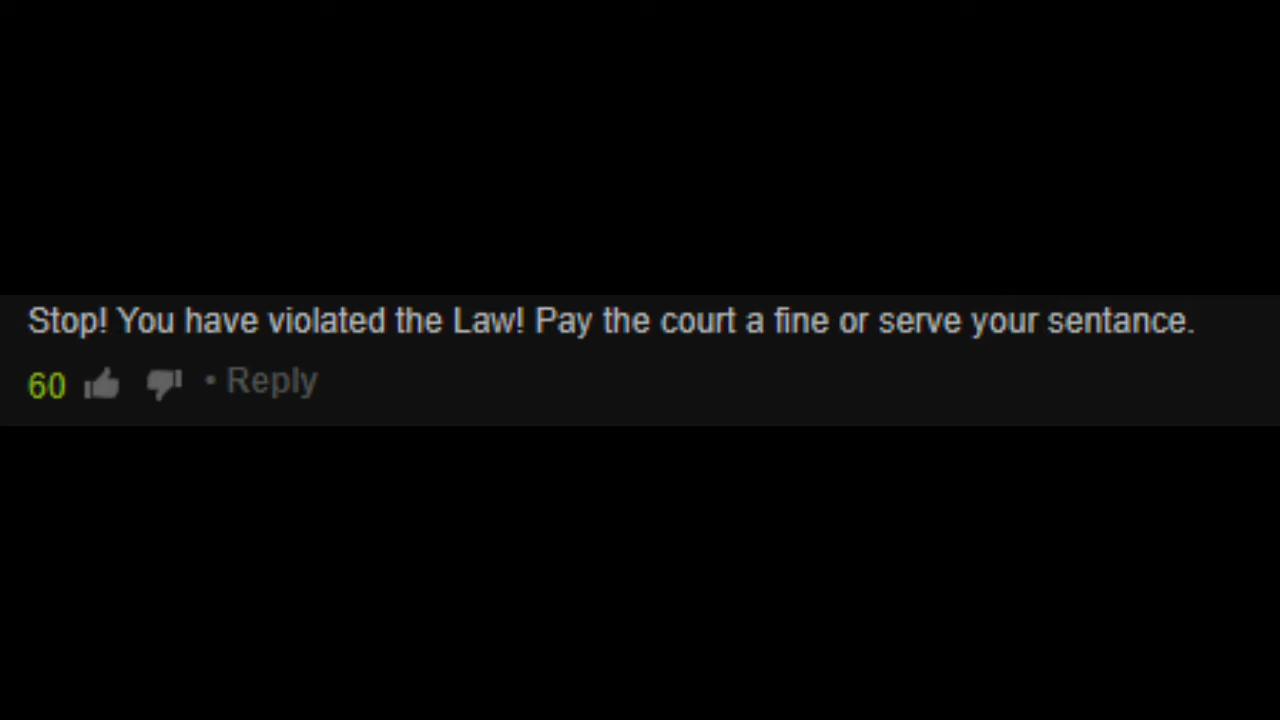 Stop! You have violated the Law! Pay the court a fine or serve your sentance.
60 • Reply